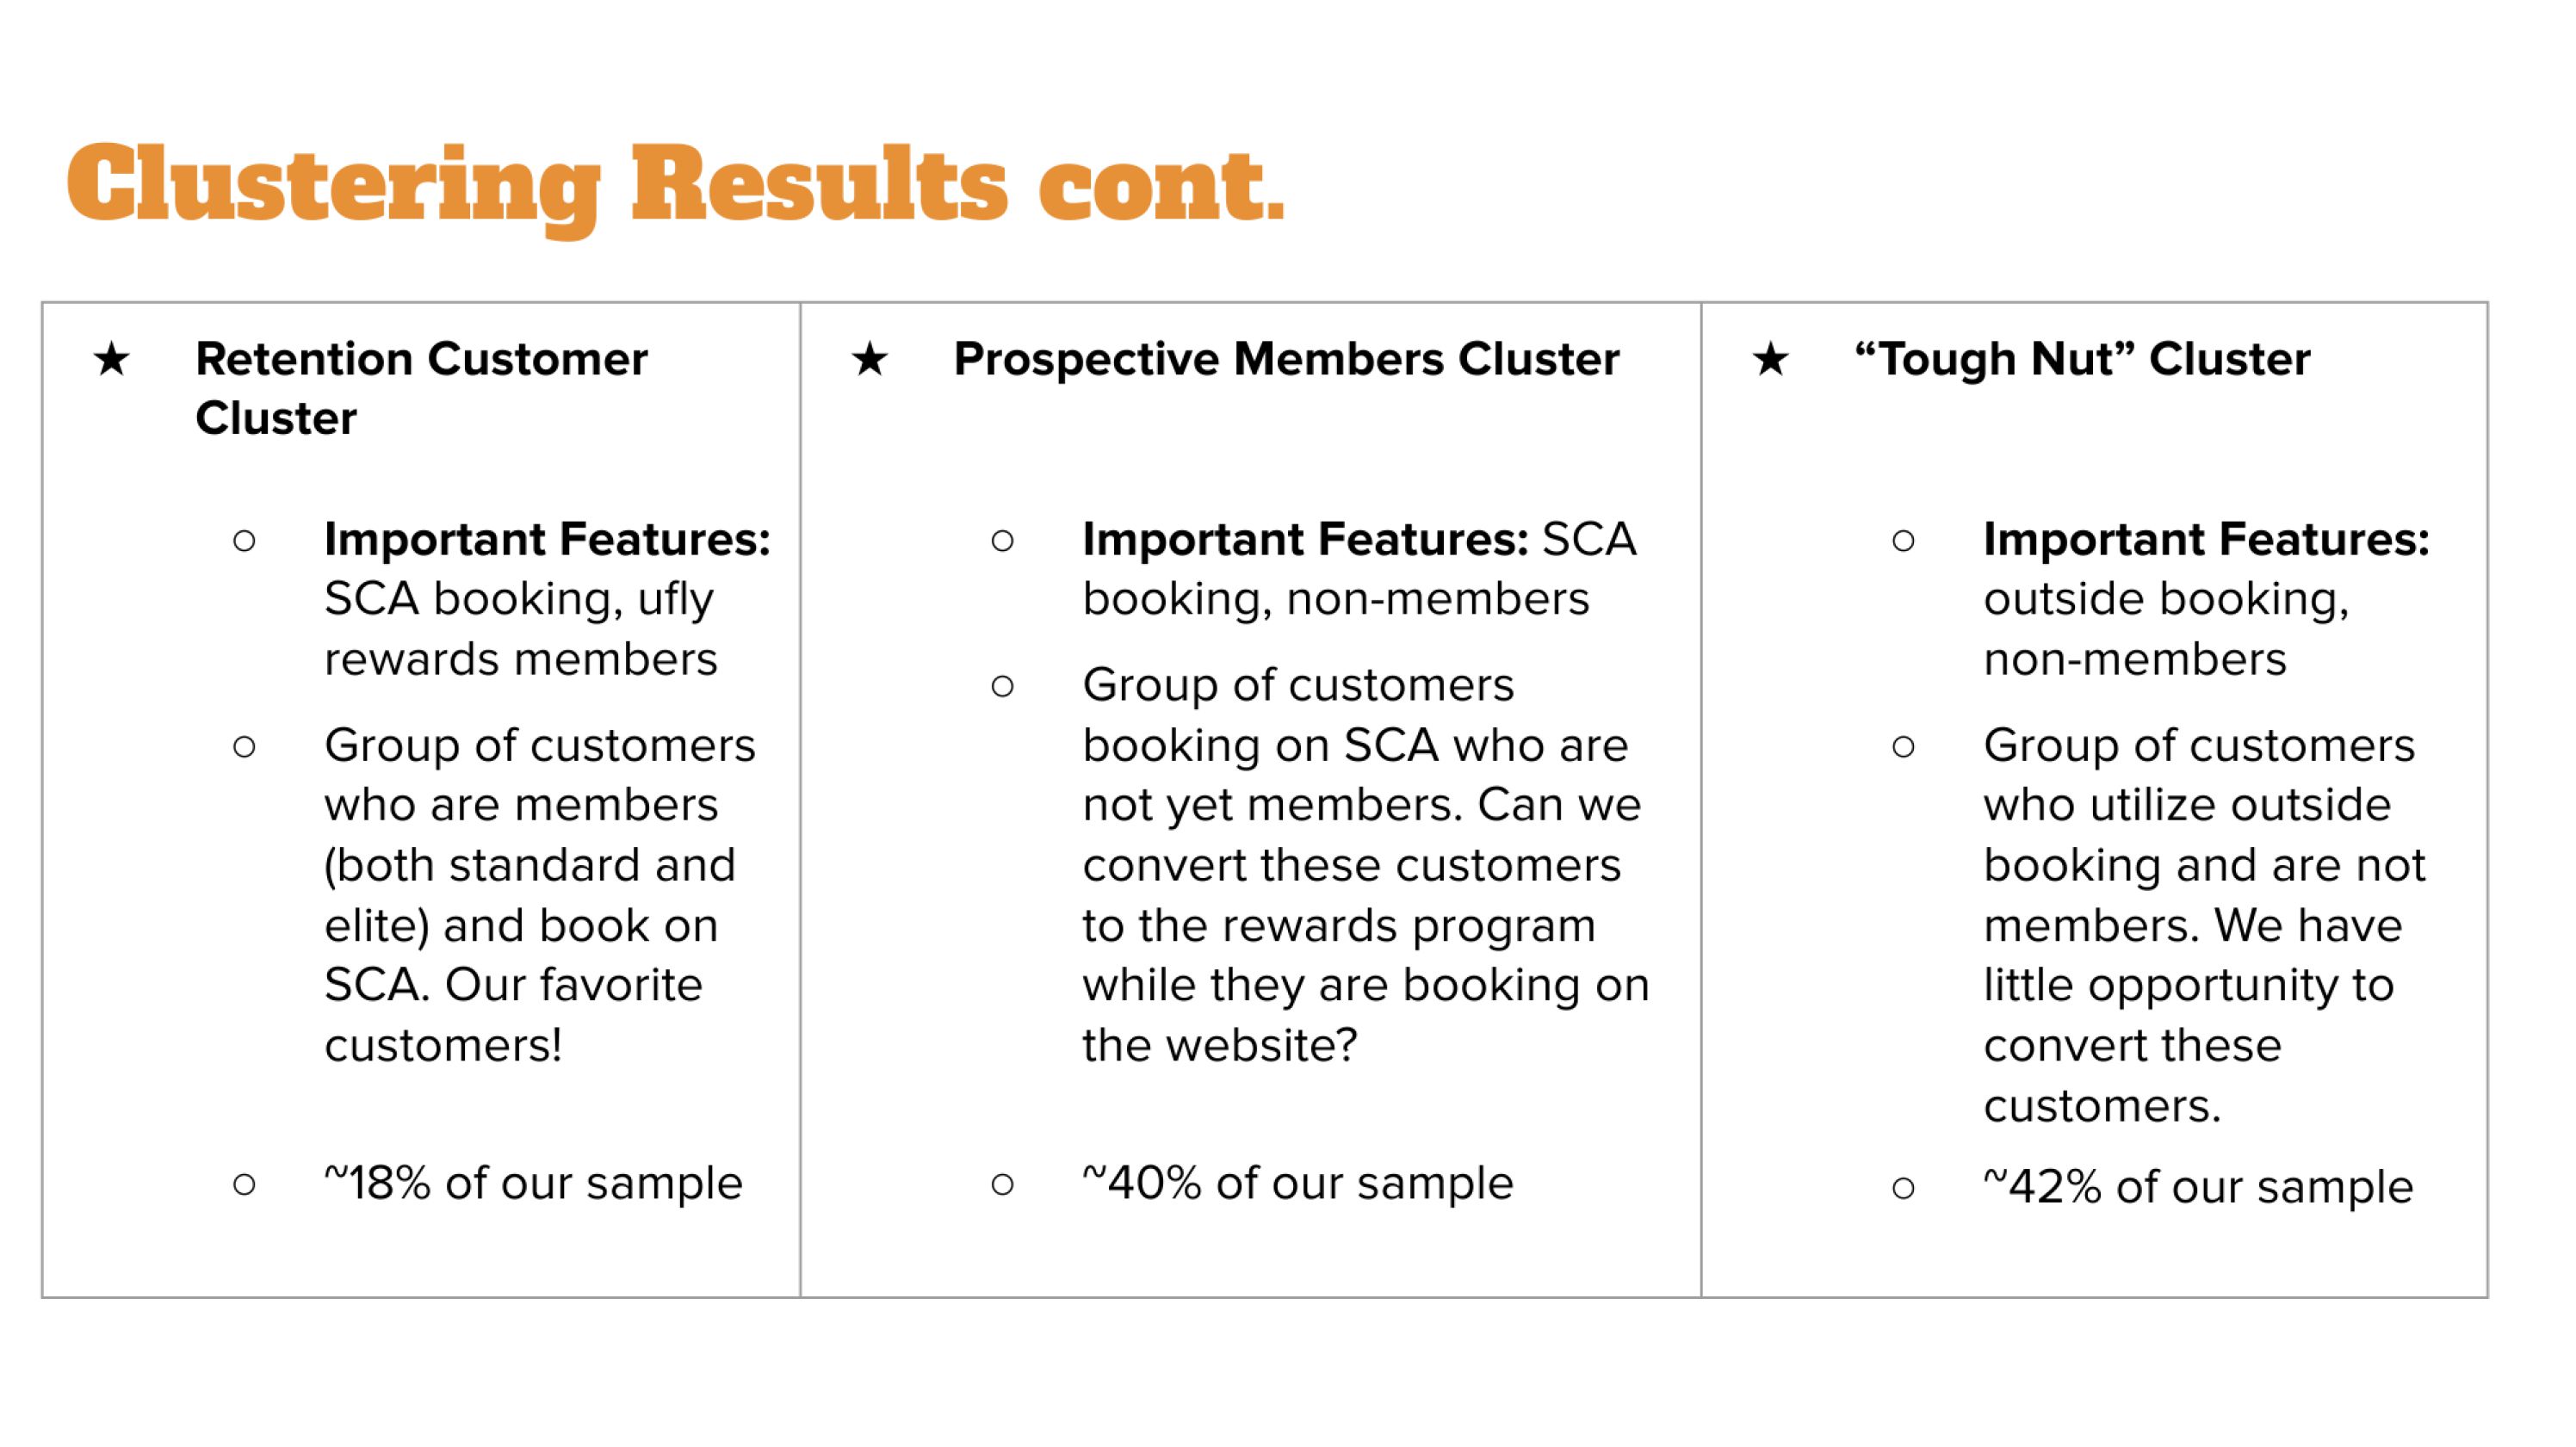 Clustering Results cont.
★ Retention Customer
Cluster
○ Important Features:
SCA booking, ufly
rewards members
○ Group of customers
who are members
(both standard and
elite) and book on
SCA. Our favorite
customers!
○ ~18% of our sample
★ Prospective Members Cluster
○ Important Features: SCA
booking, non-members
○ Group of customers
booking on SCA who are
not yet members. Can we
convert these customers
to the rewards program
while they are booking on
the website?
○ ~40% of our sample
★ “Tough Nut” Cluster
○ Important Features:
outside booking,
non-members
○ Group of customers
who utilize outside
booking and are not
members. We have
little opportunity to
convert these
customers.
○ ~42% of our sample